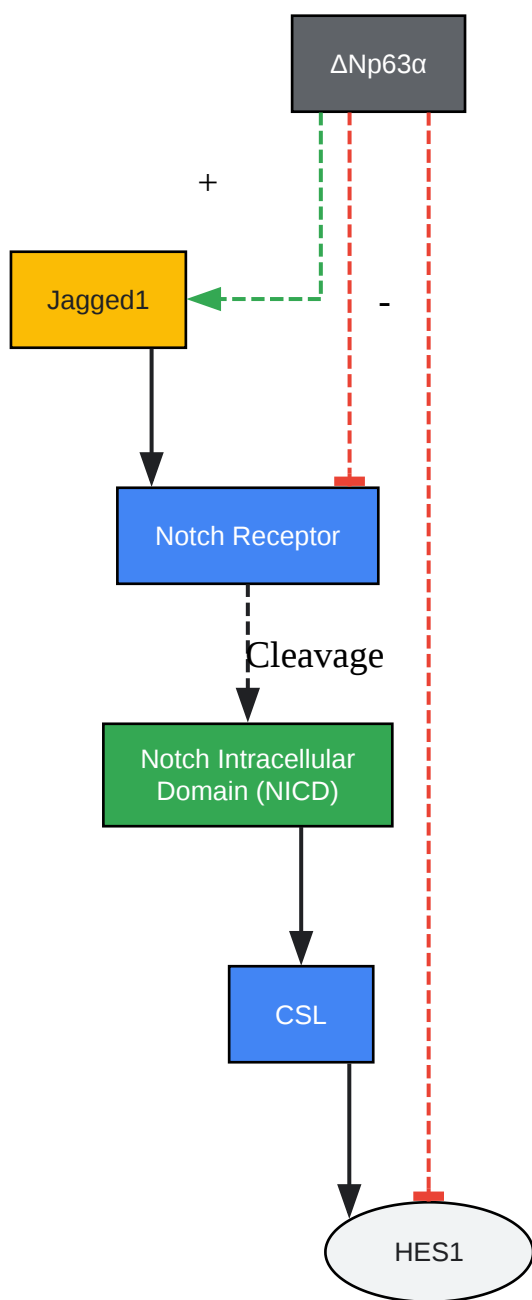 ΔNp63α
+
Jagged1
-
Notch Receptor
Cleavage
Notch Intracellular
Domain (NICD)
CSL
HES1